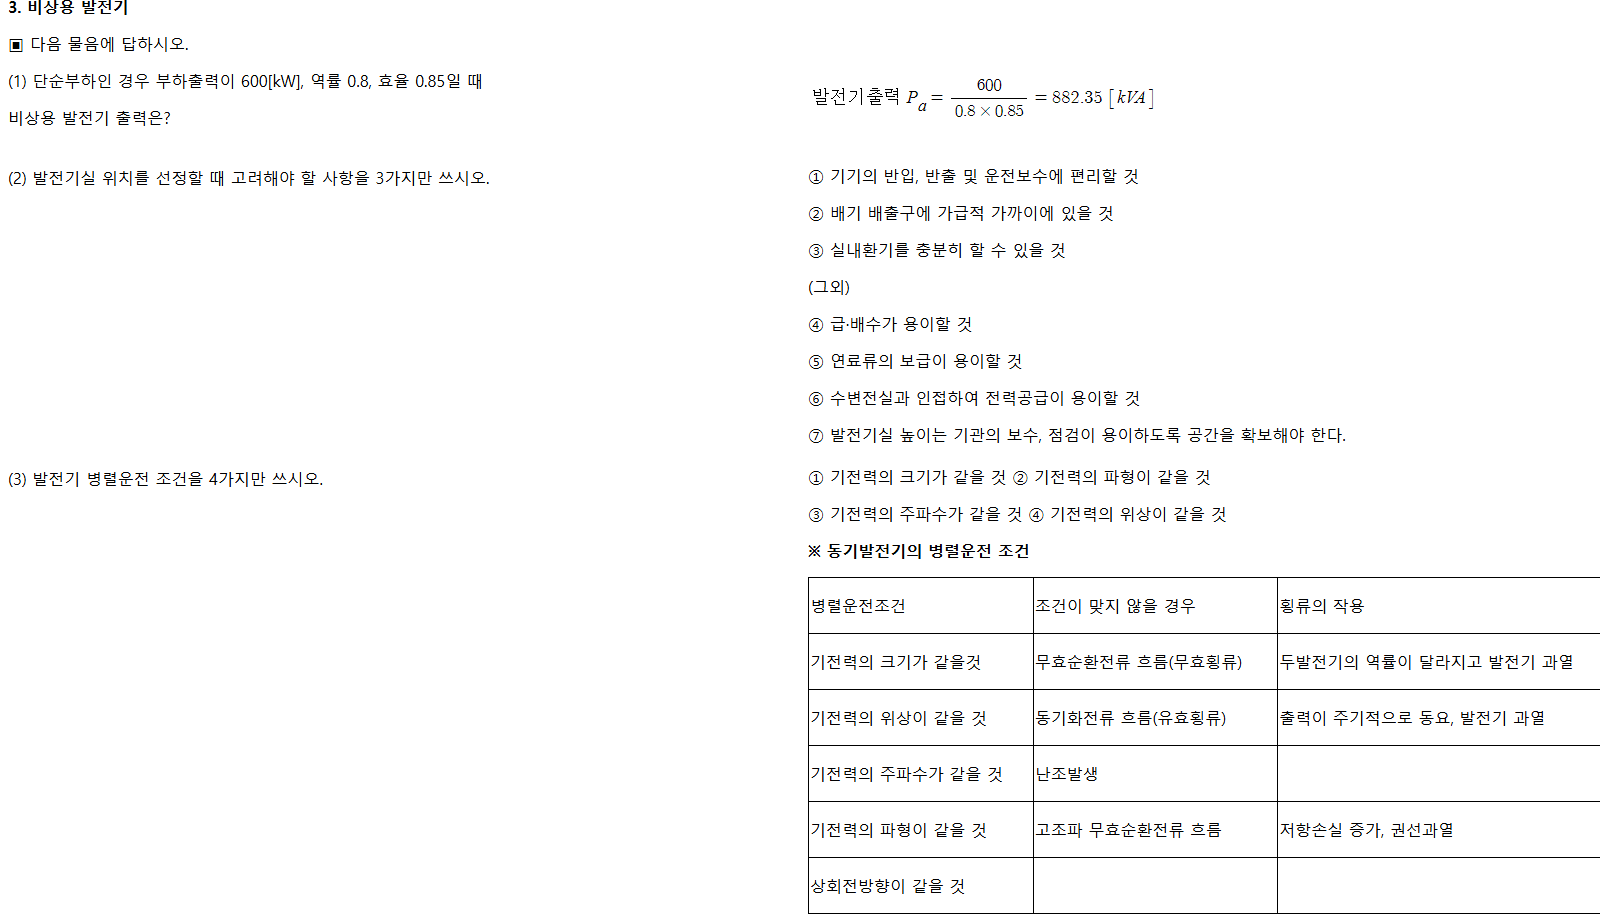 3. 비상용 발전기
▣ 다음 물음에 답하시오.
(1) 단순부하인 경우 부하출력이 600[kW], 역률 0.8, 효율 0.85일 때
비상용 발전기 출력은?
발전기출력 P_a = 600 / (0.8 × 0.85) = 882.35 [kVA]
(2) 발전기실 위치를 선정할 때 고려해야 할 사항을 3가지만 쓰시오.
① 기기의 반입, 반출 및 운전보수에 편리할 것
② 배기 배출구에 가급적 가까이에 있을 것
③ 실내환기를 충분히 할 수 있을 것
(그외)
④ 급·배수가 용이할 것
⑤ 연료류의 보급이 용이할 것
⑥ 수변전실과 인접하여 전력공급이 용이할 것
⑦ 발전기실 높이는 기관의 보수, 점검이 용이하도록 공간을 확보해야 한다.
(3) 발전기 병렬운전 조건을 4가지만 쓰시오.
① 기전력의 크기가 같을 것 ② 기전력의 파형이 같을 것
③ 기전력의 주파수가 같을 것 ④ 기전력의 위상이 같을 것
※ 동기발전기의 병렬운전 조건
병렬운전조건 조건이 맞지 않을 경우 횡류의 작용
기전력의 크기가 같을것 무효순환전류 흐름(무효횡류) 두발전기의 역률이 달라지고 발전기 과열
기전력의 위상이 같을 것 동기화전류 흐름(유효횡류) 출력이 주기적으로 동요, 발전기 과열
기전력의 주파수가 같을 것 난조발생
기전력의 파형이 같을 것 고조파 무효순환전류 흐름 저항손실 증가, 권선과열
상회전방향이 같을 것